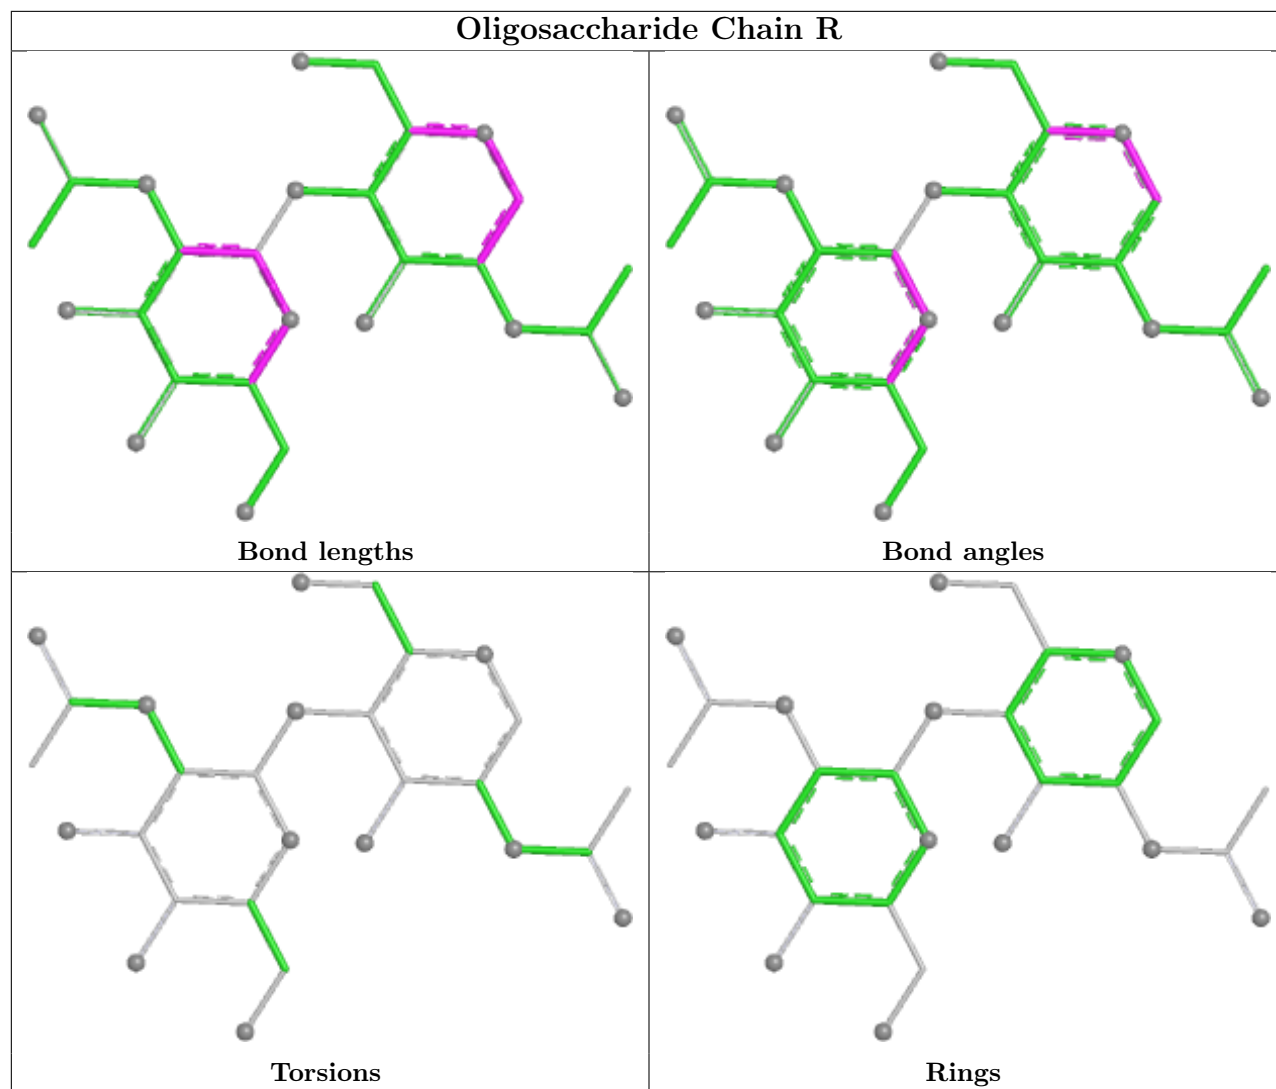 Oligosaccharide Chain R
Bond lengths
Bond angles
Torsions
Rings